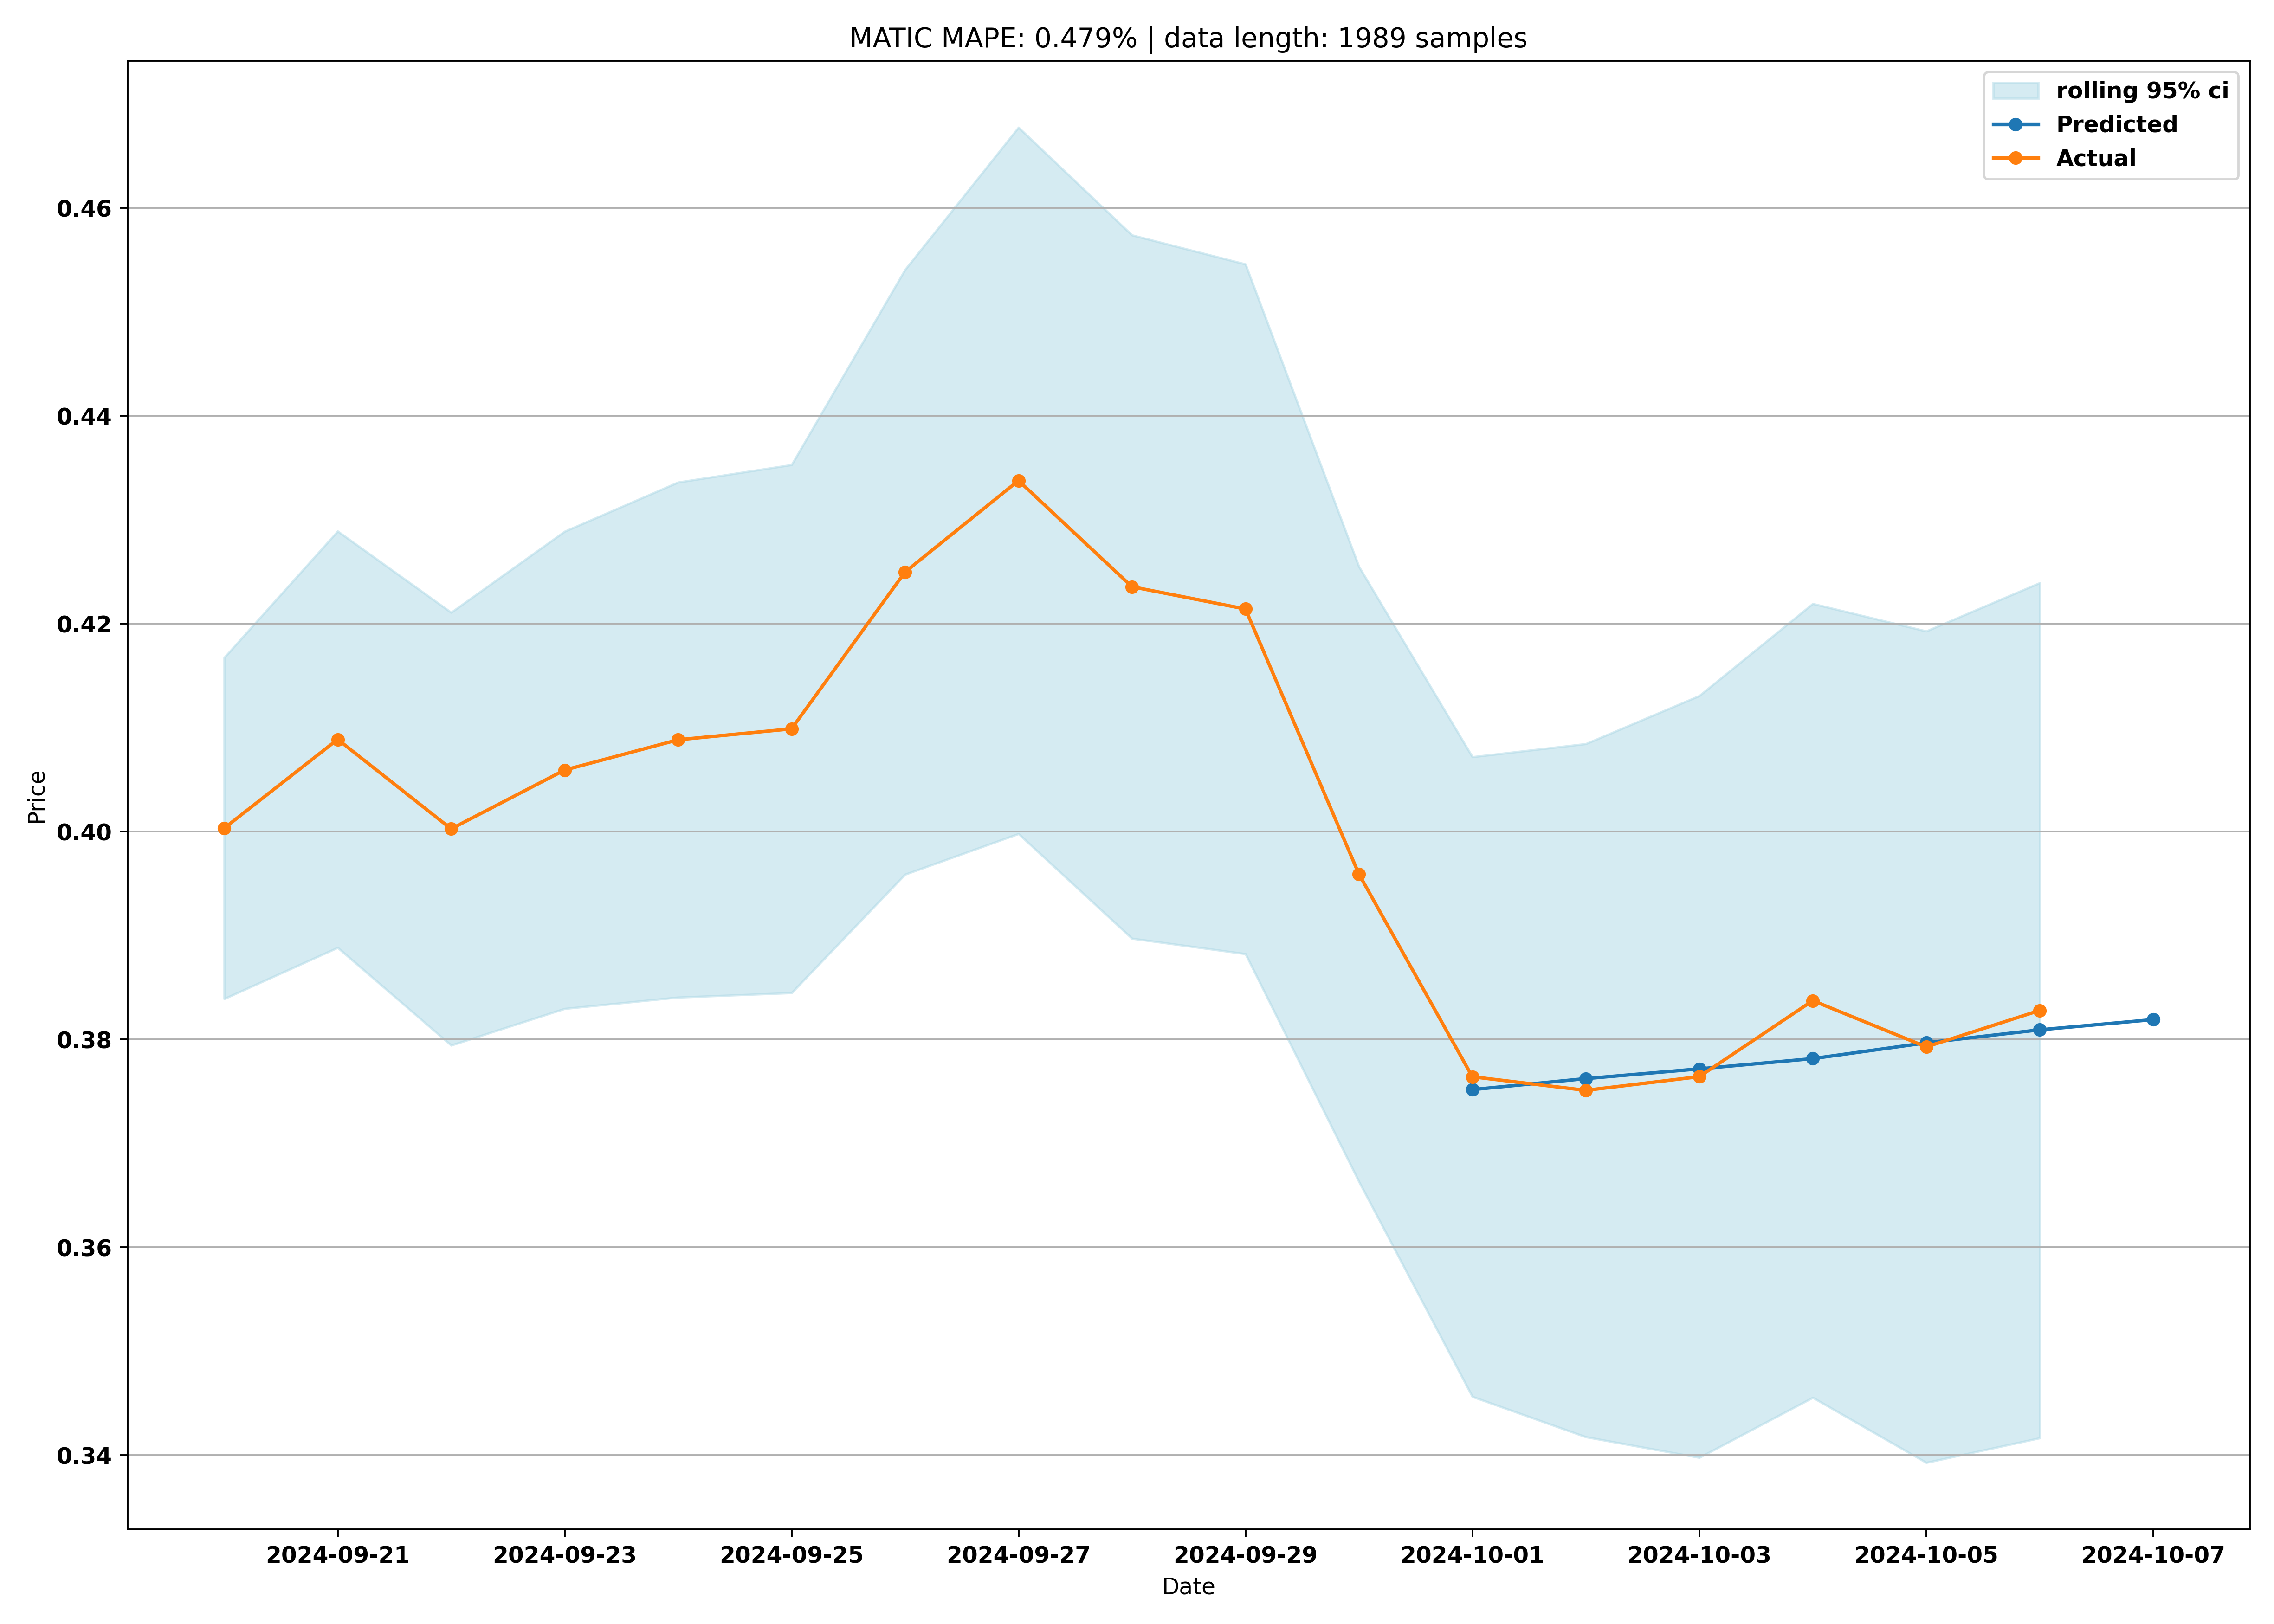 MATIC MAPE: 0.479% | data length: 1989 samples
rolling 95% ci
Predicted
Actual
0.46
0.44
0.42
0.40
0.38
0.36
0.34
Price
2024-09-21 2024-09-23 2024-09-25 2024-09-27 2024-09-29 2024-10-01 2024-10-03 2024-10-05 2024-10-07
Date